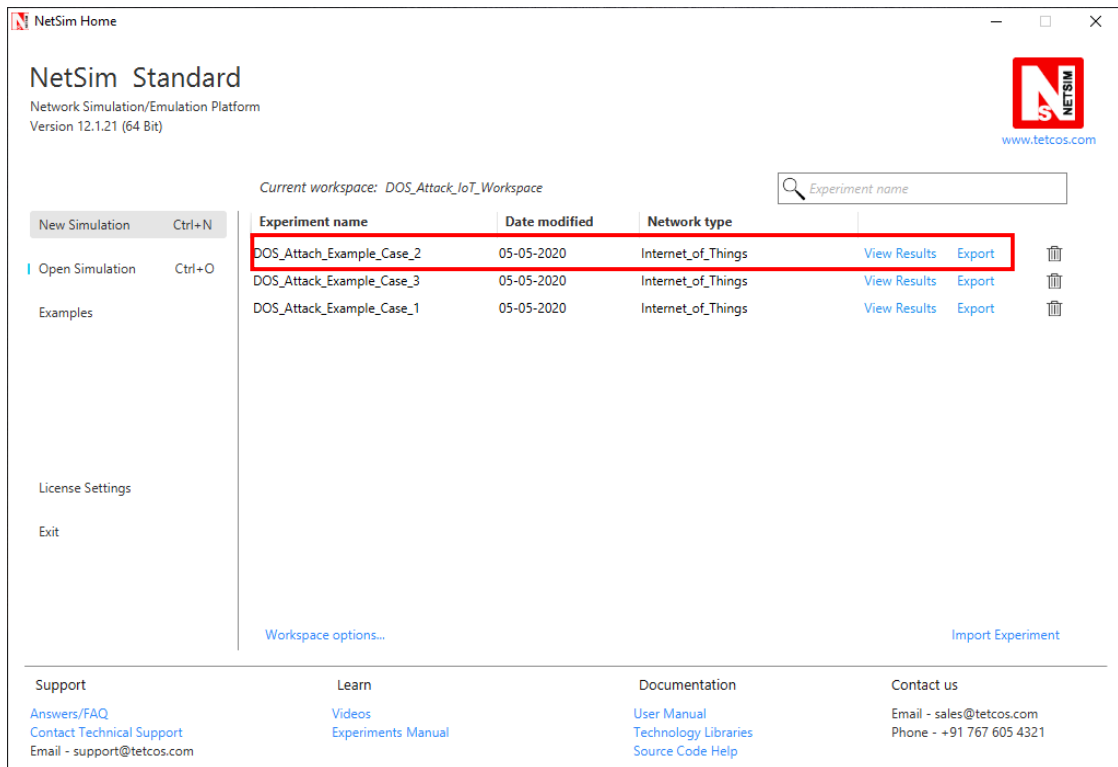 NetSim Home
NetSim Standard
Network Simulation/Emulation Platform
Version 12.1.21 (64 Bit)
NS NETSIM
www.tetcos.com
Current workspace: DOS_Attack_IoT_Workspace
Experiment name
New Simulation Ctrl+N
Open Simulation Ctrl+O
Examples
License Settings
Exit
Experiment name Date modified Network type
DOS_Attach_Example_Case_2 05-05-2020 Internet_of_Things View Results Export
DOS_Attack_Example_Case_3 05-05-2020 Internet_of_Things View Results Export
DOS_Attack_Example_Case_1 05-05-2020 Internet_of_Things View Results Export
Workspace options... Import Experiment
Support
Answers/FAQ
Contact Technical Support
Email - support@tetcos.com
Learn
Videos
Experiments Manual
Documentation
User Manual
Technology Libraries
Source Code Help
Contact us
Email - sales@tetcos.com
Phone - +91 767 605 4321